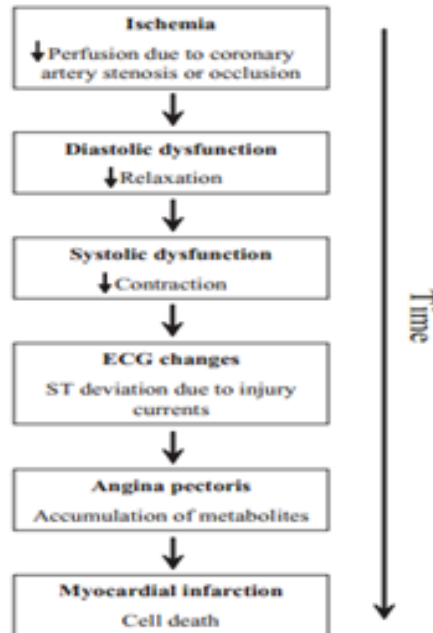 Ischemia
↓Perfusion due to coronary
artery stenosis or occlusion
Diastolic dysfunction
↓Relaxation
Systolic dysfunction
↓Contraction
ECG changes
ST deviation due to injury
currents
Angina pectoris
Accumulation of metabolites
Myocardial infarction
Cell death
Time